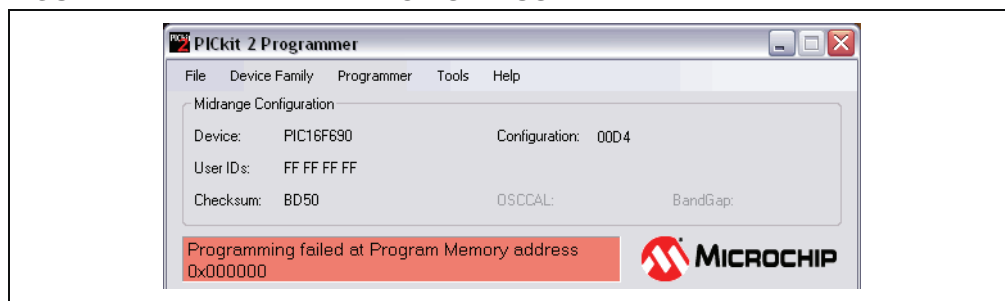 PICkit 2 Programmer
File Device Family Programmer Tools Help
Midrange Configuration
Device: PIC16F690 Configuration: 00D4
User IDs: FF FF FF FF
Checksum: BD50 OSCCAL: BandGap:
Programming failed at Program Memory address
0x000000
MICROCHIP